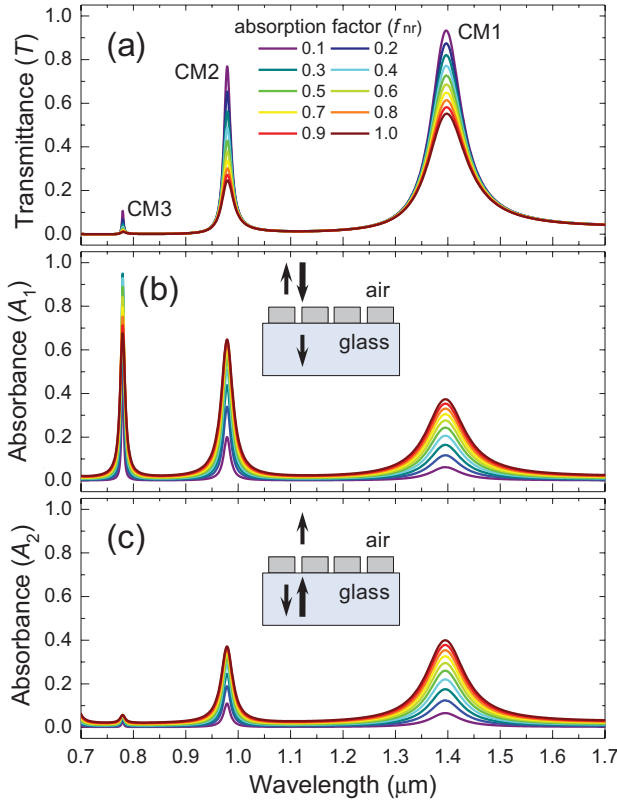 (a)
absorption factor (f nr)
0.1 0.2
0.3 0.4
0.5 0.6
0.7 0.8
0.9 1.0
CM1
CM2
CM3
Transmittance (T)
1.0
0.8
0.6
0.4
0.2
0.0
(b)
air
glass
Absorbance (A1)
1.0
0.8
0.6
0.4
0.2
0.0
(c)
air
glass
Absorbance (A2)
1.0
0.8
0.6
0.4
0.2
0.0
0.7 0.8 0.9 1.0 1.1 1.2 1.3 1.4 1.5 1.6 1.7
Wavelength (μm)